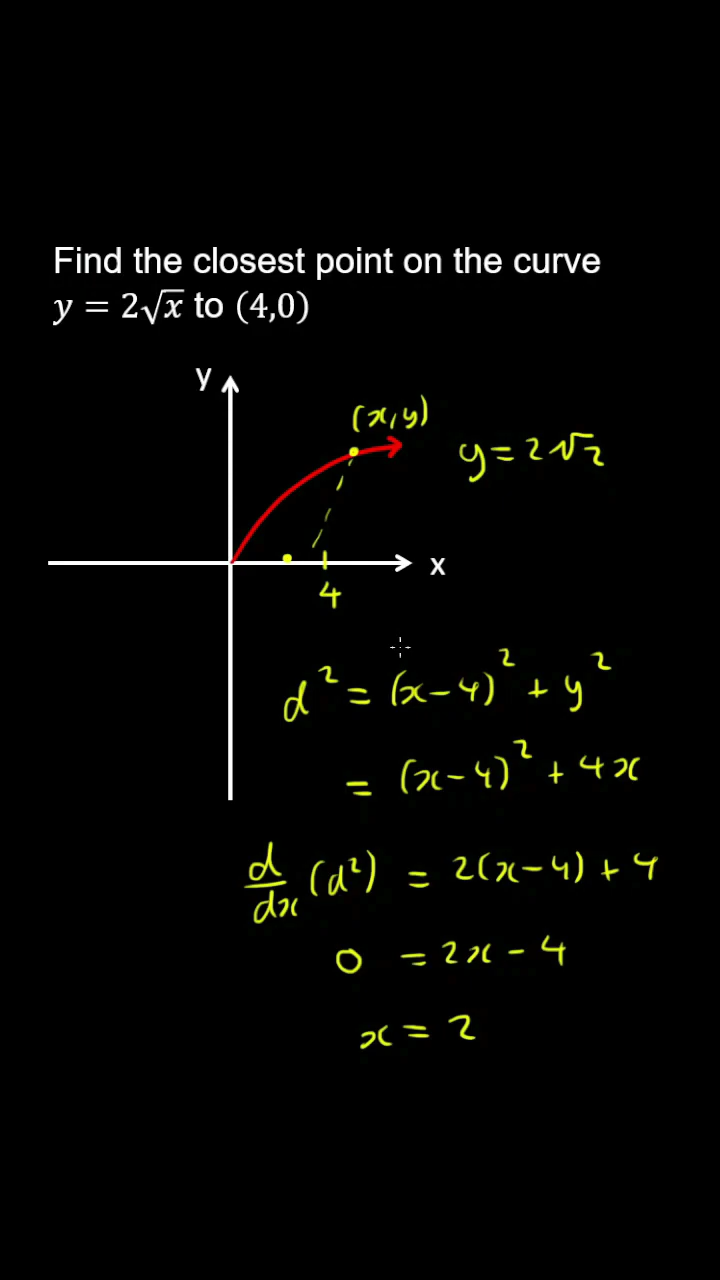 Find the closest point on the curve
y = 2√x to (4,0)
y
(x,y)
y = 2√2
x
4
d² = (x-4)² + y²
= (x-4)² + 4x
d/dx (d²) = 2(x-4) + 4
0 = 2x - 4
x = 2